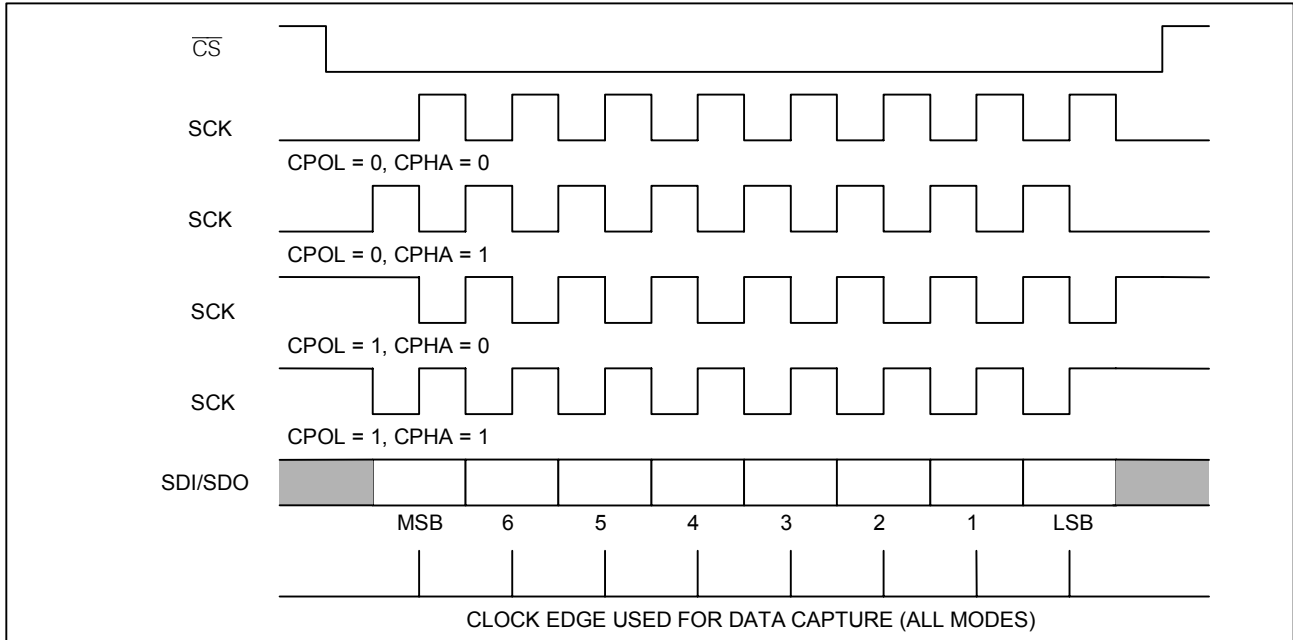 C̅S̅
SCK
CPOL = 0, CPHA = 0
SCK
CPOL = 0, CPHA = 1
SCK
CPOL = 1, CPHA = 0
SCK
CPOL = 1, CPHA = 1
SDI/SDO
MSB 6 5 4 3 2 1 LSB
CLOCK EDGE USED FOR DATA CAPTURE (ALL MODES)